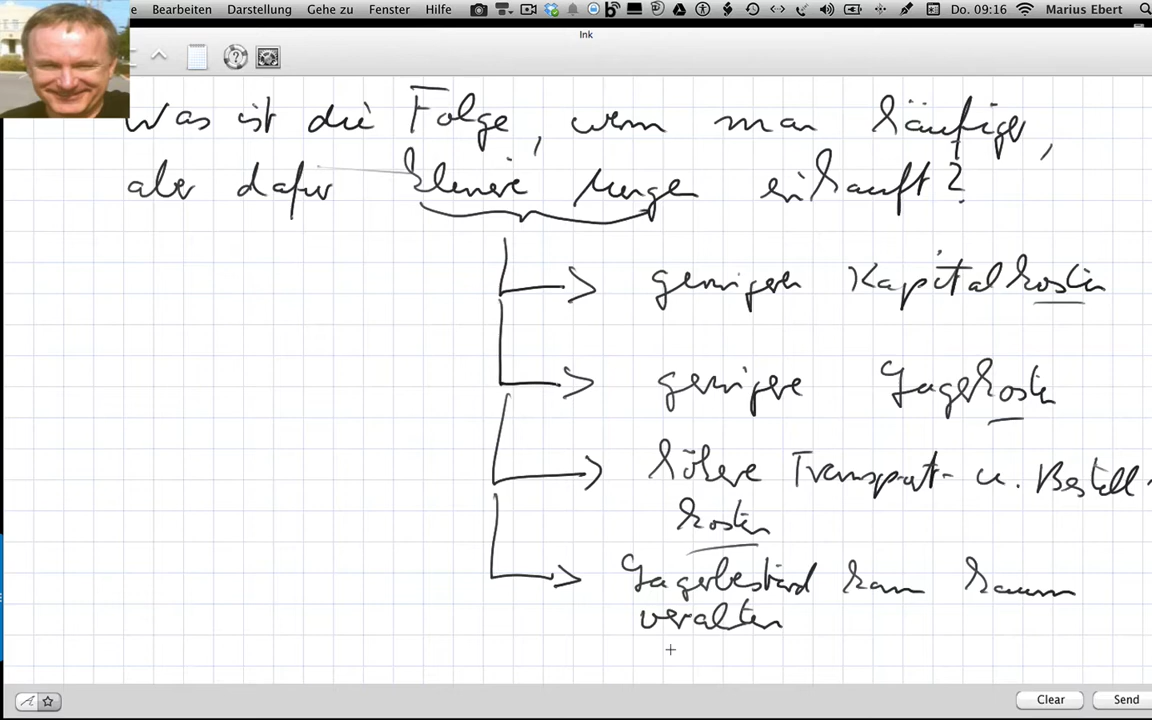 Bearbeiten Darstellung Gehe zu Fenster Hilfe Do. 09:16 Marius Ebert
Ink
Was ist die Folge, wenn man häufiger,
aber dafür kleinere Mengen einkauft?
geringere Kapitalkosten
geringere Lagerkosten
höhere Transport- u. Bestell-
kosten
Lagerbestand kann kaum
veralten
Clear Send